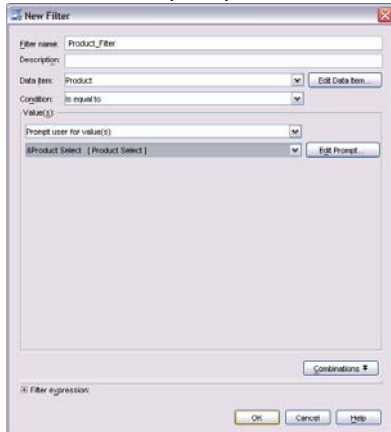 New Filter
Filter name: Product_Filter
Description:
Data item: Product Edit Data Item...
Condition: Is equal to
Value(s):
Prompt user for value(s)
&Product Select [ Product Select ] Edit Prompt...
Combinations
Filter expression:
OK Cancel Help